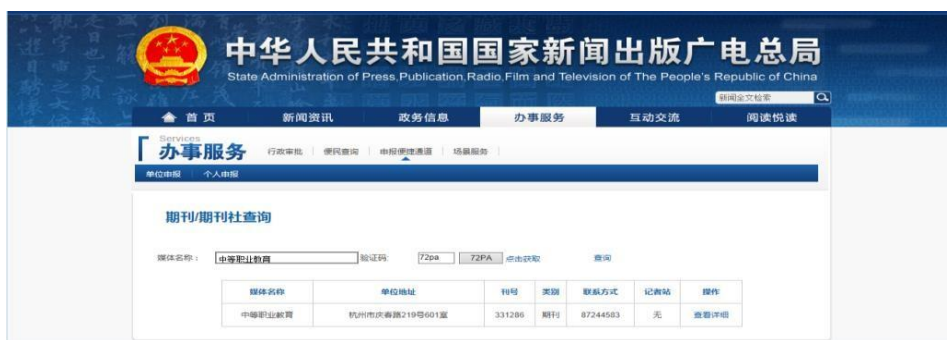 中华人民共和国国家新闻出版广电总局
State Administration of Press,Publication,Radio,Film and Television of The People's Republic of China
新闻全文检索
首页 新闻资讯 政务信息 办事服务 互动交流 阅读悦读
Services
办事服务 行政审批 便民查询 申报便捷通道 场景服务
单位申报 个人申报
期刊/期刊社查询
媒体名称: 中等职业教育 验证码: 72pa 72PA 点击获取 查询
媒体名称 单位地址 刊号 类别 联系方式 记者站 操作
中等职业教育 杭州市庆春路219号601室 331286 期刊 87244583 无 查看详细